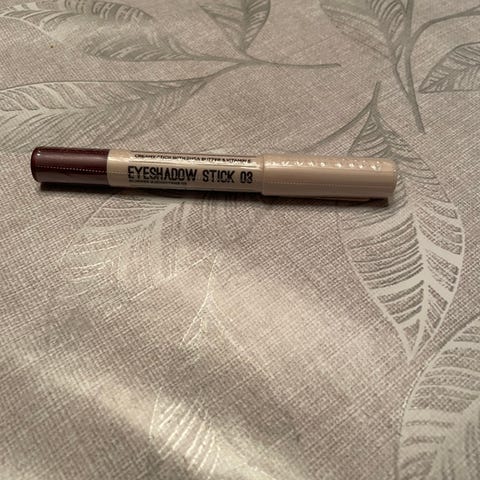 CREAMY STICK WITH SHEA BUTTER & VITAMIN E
EYESHADOW STICK 03